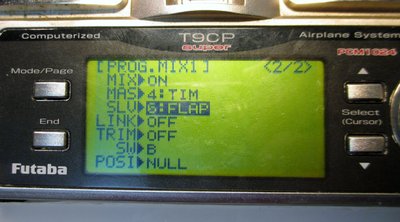 Computerized
T9CP
super
Airplane System
PCM1024
Mode/Page
End
Futaba
Select
(Cursor)
[PROG.MIX1] <2/2>
MIX▶ON
MAS▶4:TIM
SLV▶6:FLAP
LINK▶OFF
TRIM▶OFF
SW▶B
POSI▶NULL